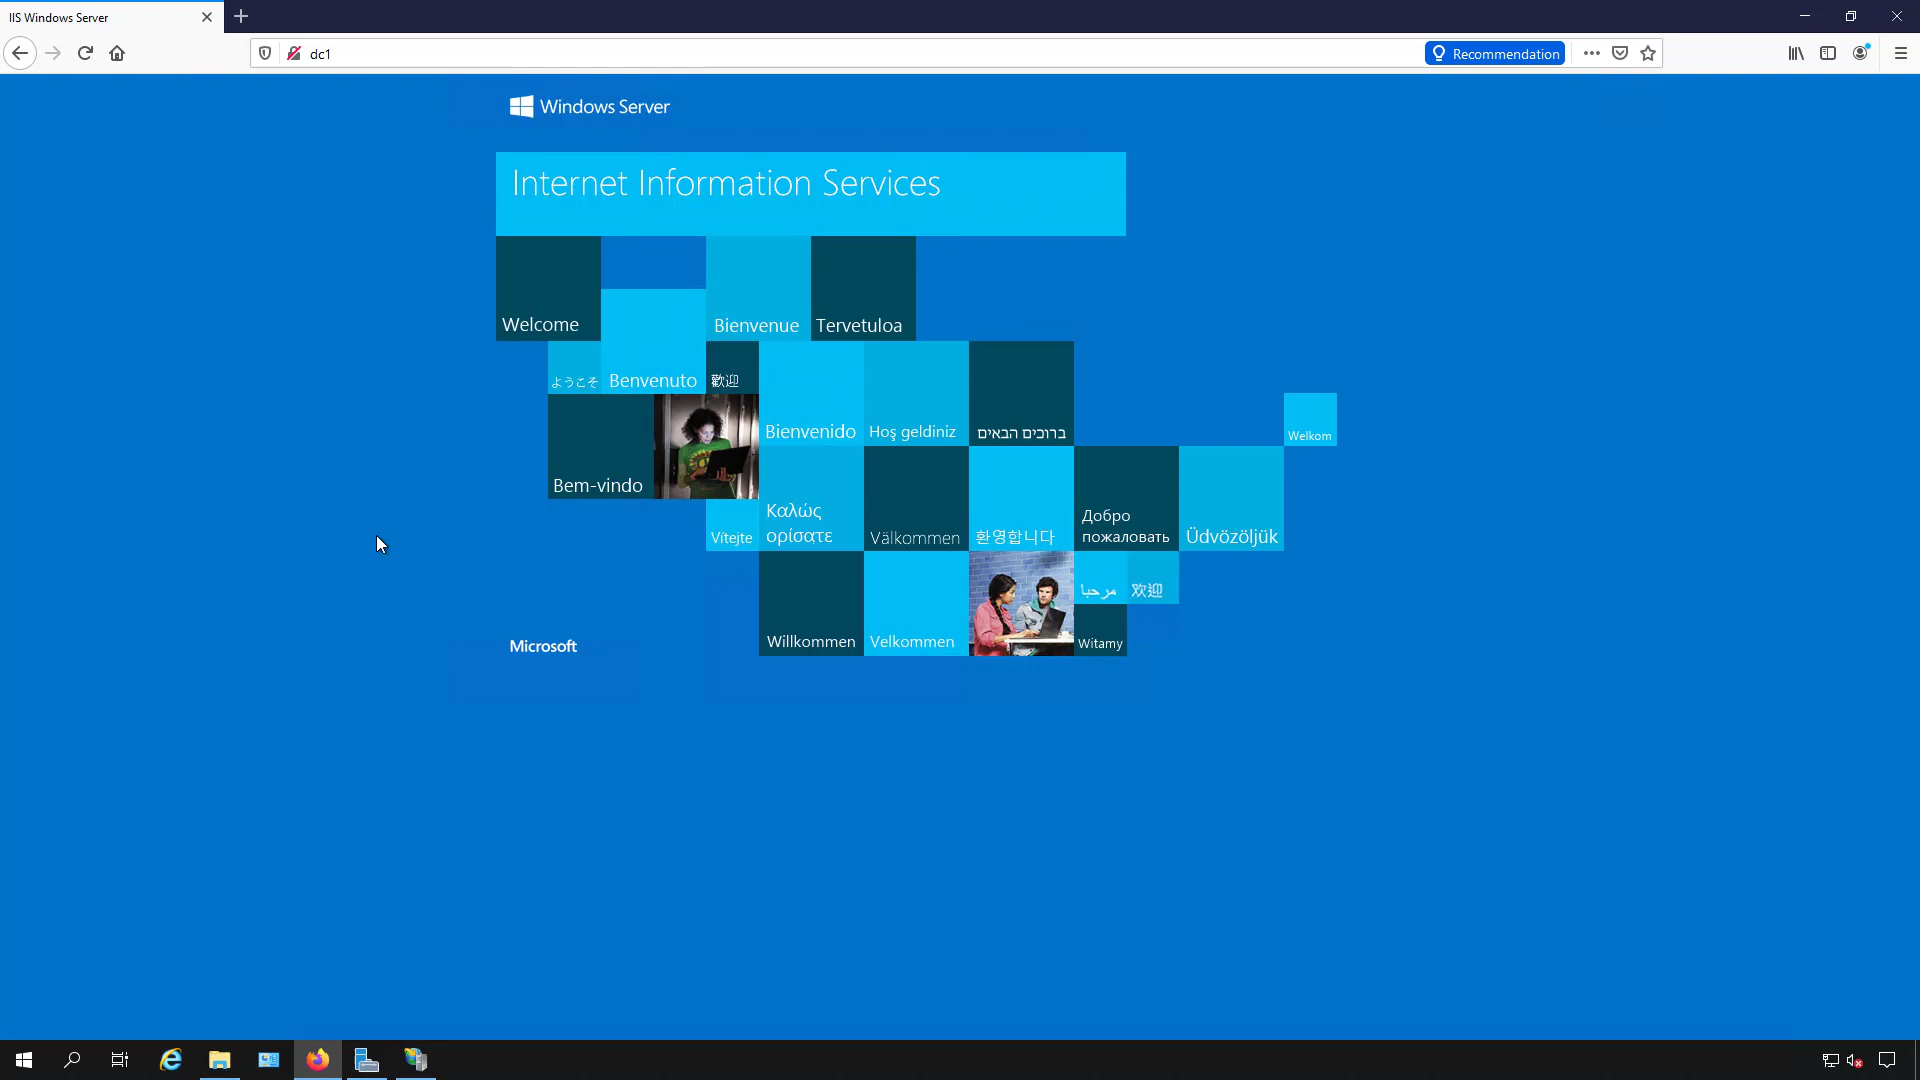 IIS Windows Server
dc1
Recommendation
Windows Server
Internet Information Services
Welcome
Bienvenue
Tervetuloa
ようこそ
Benvenuto
歡迎
Bienvenido
Hoş geldiniz
ברוכים הבאים
Welkom
Bem-vindo
Vítejte
Καλώς
ορίσατε
Välkommen
환영합니다
Добро
пожаловать
Üdvözöljük
مرحبا
欢迎
Microsoft
Willkommen
Velkommen
Witamy